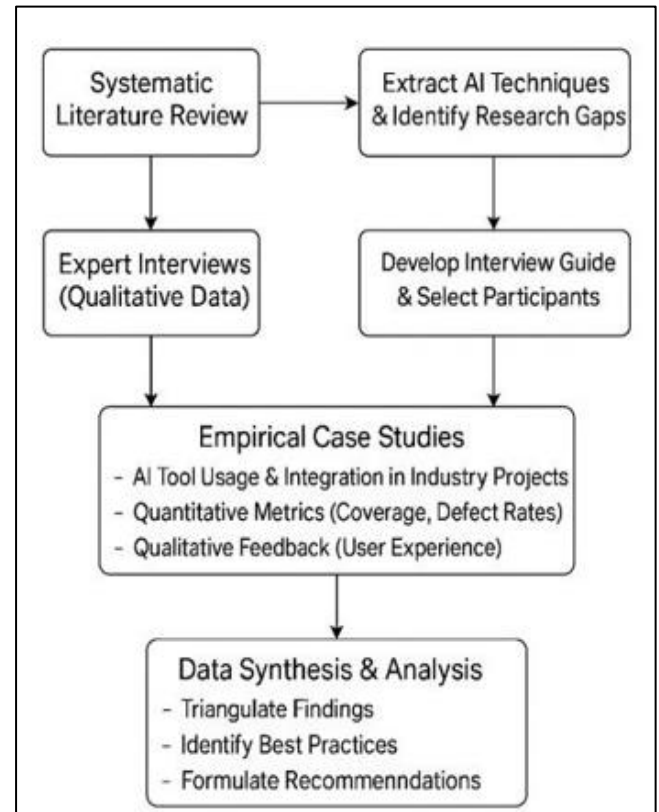 Systematic
Literature Review
Extract AI Techniques
& Identify Research Gaps
Expert Interviews
(Qualitative Data)
Develop Interview Guide
& Select Participants
Empirical Case Studies
- AI Tool Usage & Integration in Industry Projects
- Quantitative Metrics (Coverage, Defect Rates)
- Qualitative Feedback (User Experience)
Data Synthesis & Analysis
- Triangulate Findings
- Identify Best Practices
- Formulate Recommenndations